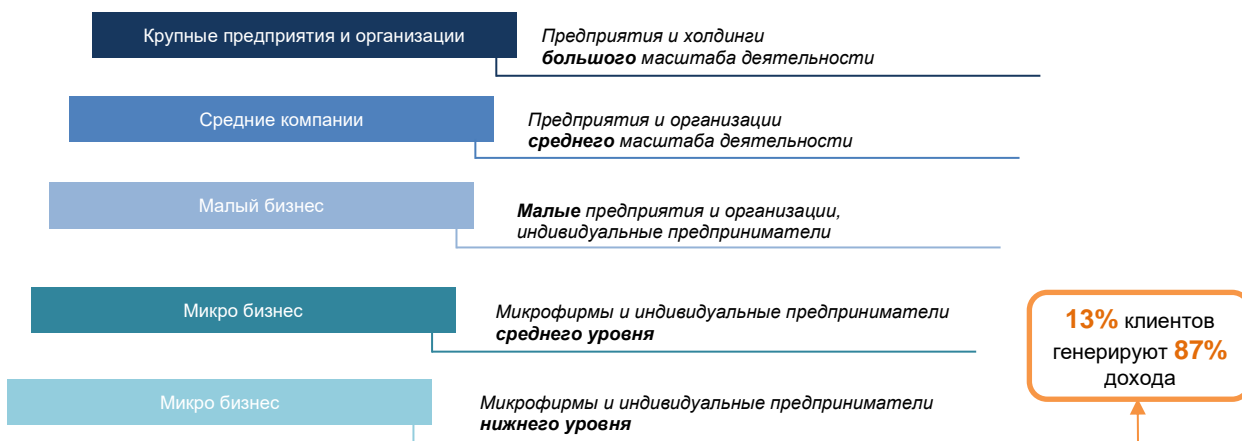 Крупные предприятия и организации
Предприятия и холдинги
большого масштаба деятельности
Средние компании
Предприятия и организации
среднего масштаба деятельности
Малый бизнес
Малые предприятия и организации,
индивидуальные предприниматели
Микро бизнес
Микрофирмы и индивидуальные предприниматели
среднего уровня
13% клиентов
генерируют 87%
дохода
Микро бизнес
Микрофирмы и индивидуальные предприниматели
нижнего уровня